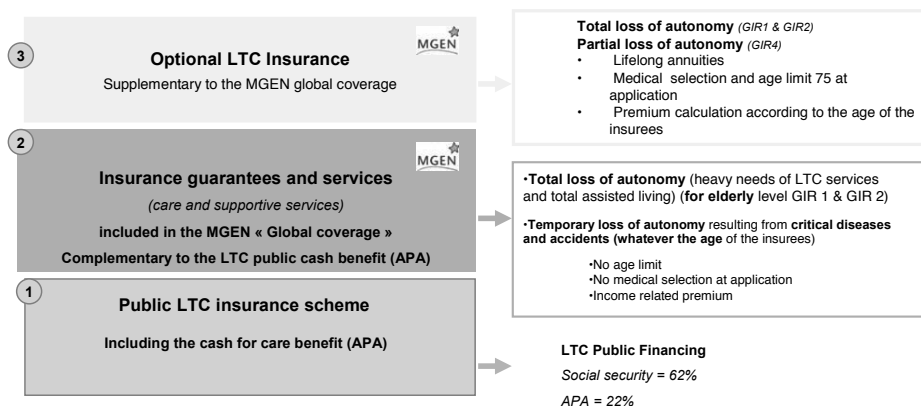 3
Optional LTC Insurance
Supplementary to the MGEN global coverage
MGEN
Total loss of autonomy (GIR1 & GIR2)
Partial loss of autonomy (GIR4)
• Lifelong annuities
• Medical selection and age limit 75 at
application
• Premium calculation according to the age of the
insurees
2
MGEN
Insurance guarantees and services
(care and supportive services)
included in the MGEN « Global coverage »
Complementary to the LTC public cash benefit (APA)
•Total loss of autonomy (heavy needs of LTC services
and total assisted living) (for elderly level GIR 1 & GIR 2)
•Temporary loss of autonomy resulting from critical diseases
and accidents (whatever the age of the insurees)
•No age limit
•No medical selection at application
•Income related premium
1
Public LTC insurance scheme
Including the cash for care benefit (APA)
LTC Public Financing
Social security = 62%
APA = 22%